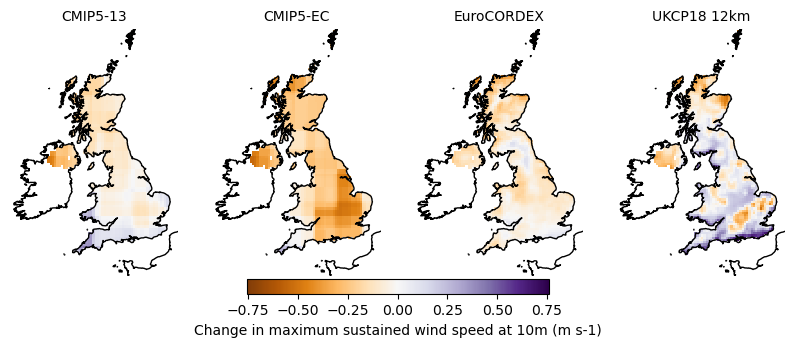 CMIP5-13 CMIP5-EC EuroCORDEX UKCP18 12km
−0.75 −0.50 −0.25 0.00 0.25 0.50 0.75
Change in maximum sustained wind speed at 10m (m s-1)